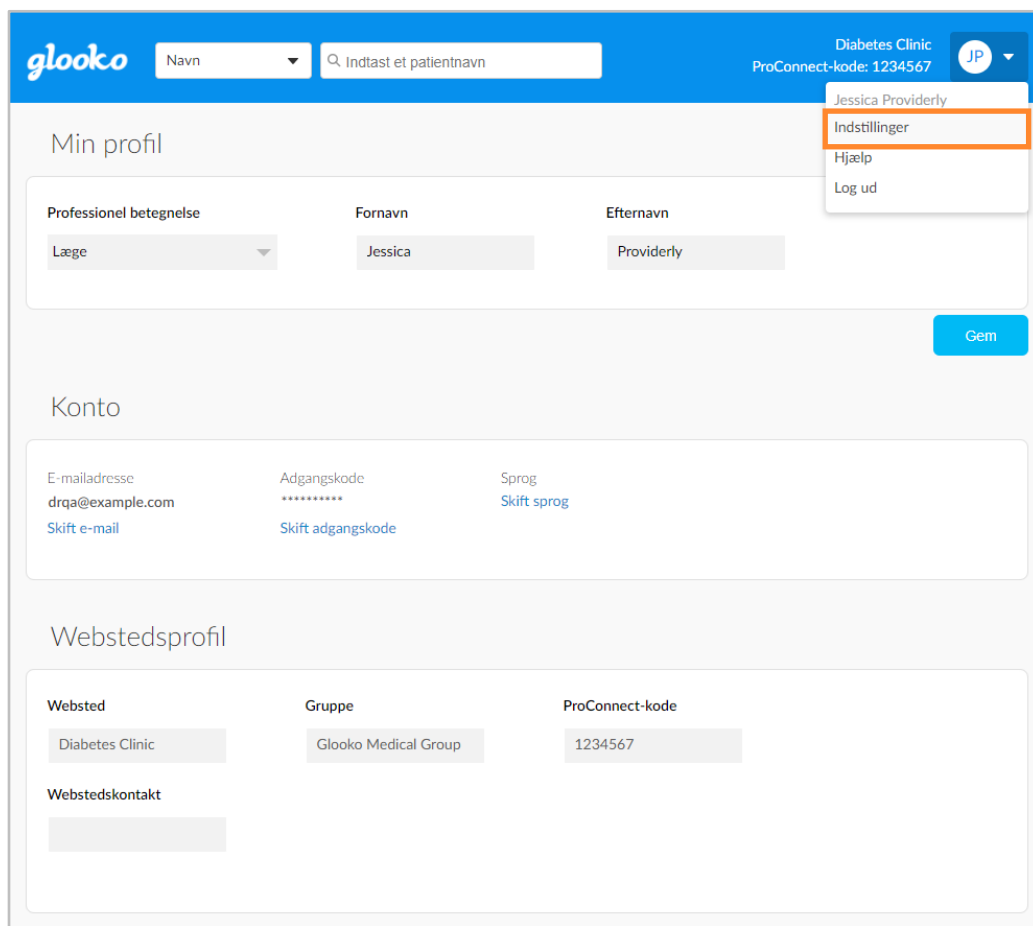 glooko
Navn
Indtast et patientnavn
Diabetes Clinic
ProConnect-kode: 1234567
JP
Jessica Providerly
Indstillinger
Hjælp
Log ud
Min profil
Professionel betegnelse Fornavn Efternavn
Læge Jessica Providerly
Gem
Konto
E-mailadresse Adgangskode Sprog
drqa@example.com ********** Skift sprog
Skift e-mail Skift adgangskode
Webstedsprofil
Websted Gruppe ProConnect-kode
Diabetes Clinic Glooko Medical Group 1234567
Webstedskontakt